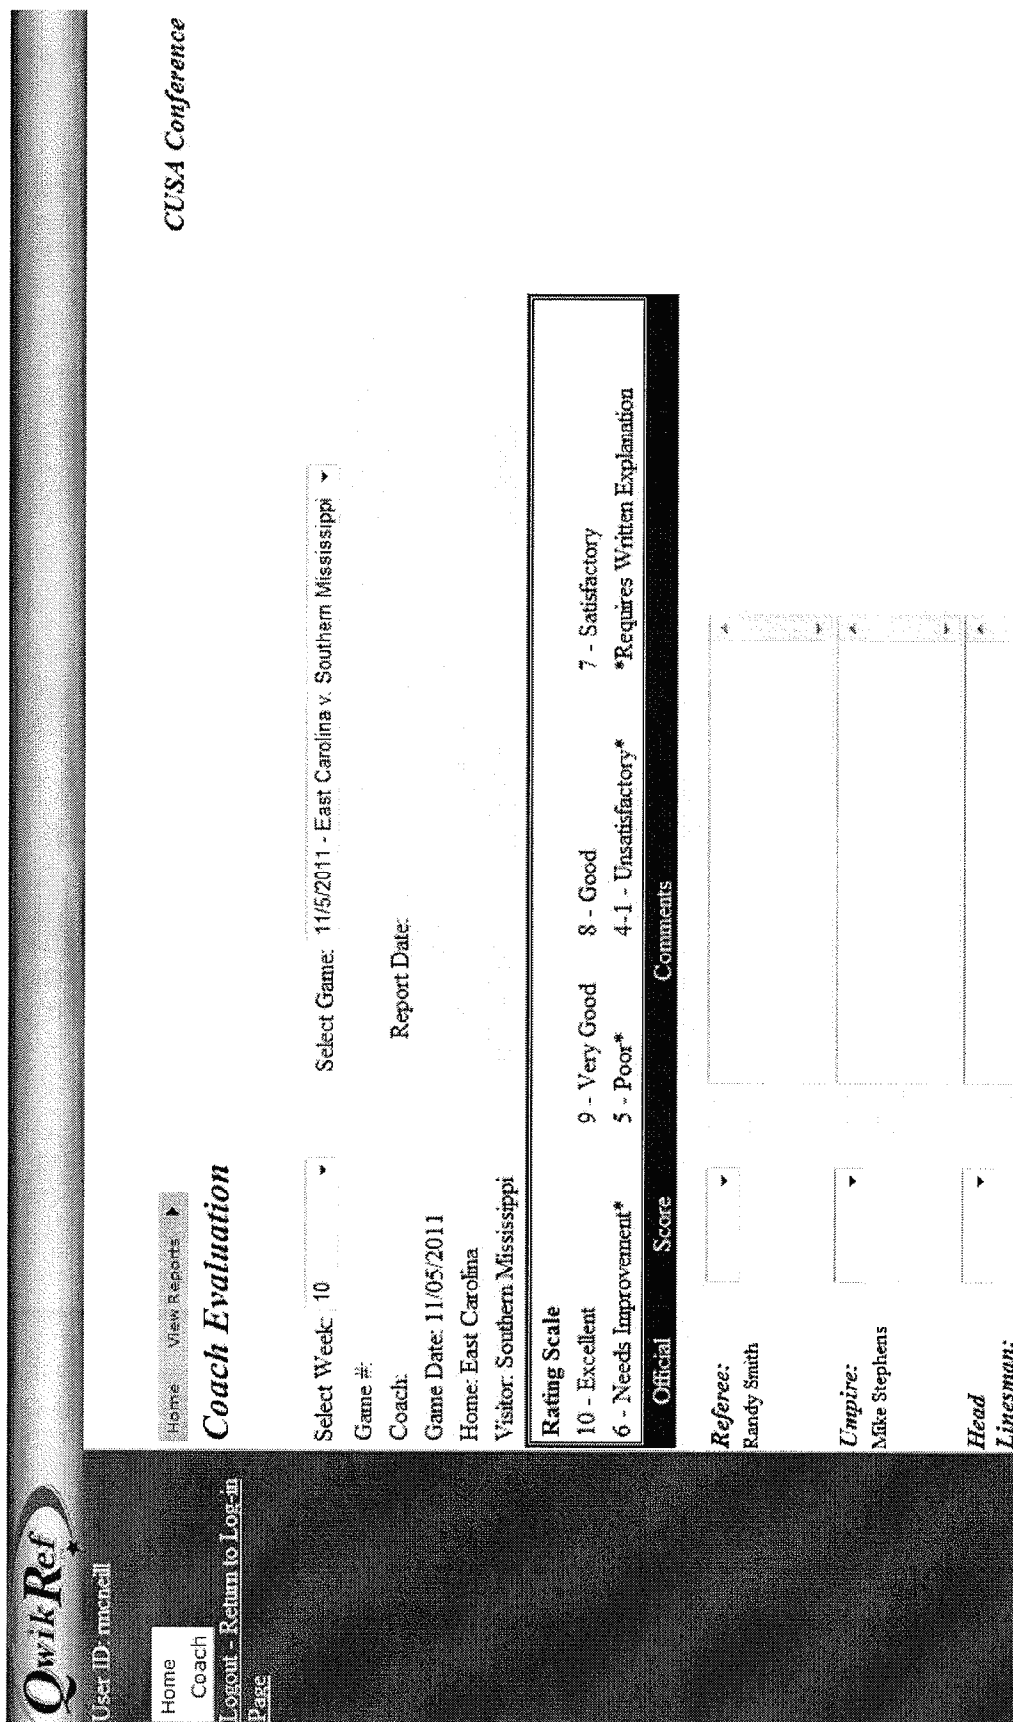 QwikRef
User ID: rmcneill
Home
Coach
Logout - Return to Log-in
Page
Home View Reports
CUSA Conference
Coach Evaluation
Select Week: 10 Select Game: 11/5/2011 - East Carolina v. Southern Mississippi
Game #:
Coach: Report Date:
Game Date: 11/05/2011
Home: East Carolina
Visitor: Southern Mississippi
Rating Scale
10 - Excellent 9 - Very Good 8 - Good 7 - Satisfactory
6 - Needs Improvement* 5 - Poor* 4-1 - Unsatisfactory* *Requires Written Explanation
Official Score Comments
Referee:
Randy Smith
Umpire:
Mike Stephens
Head
Linesman: